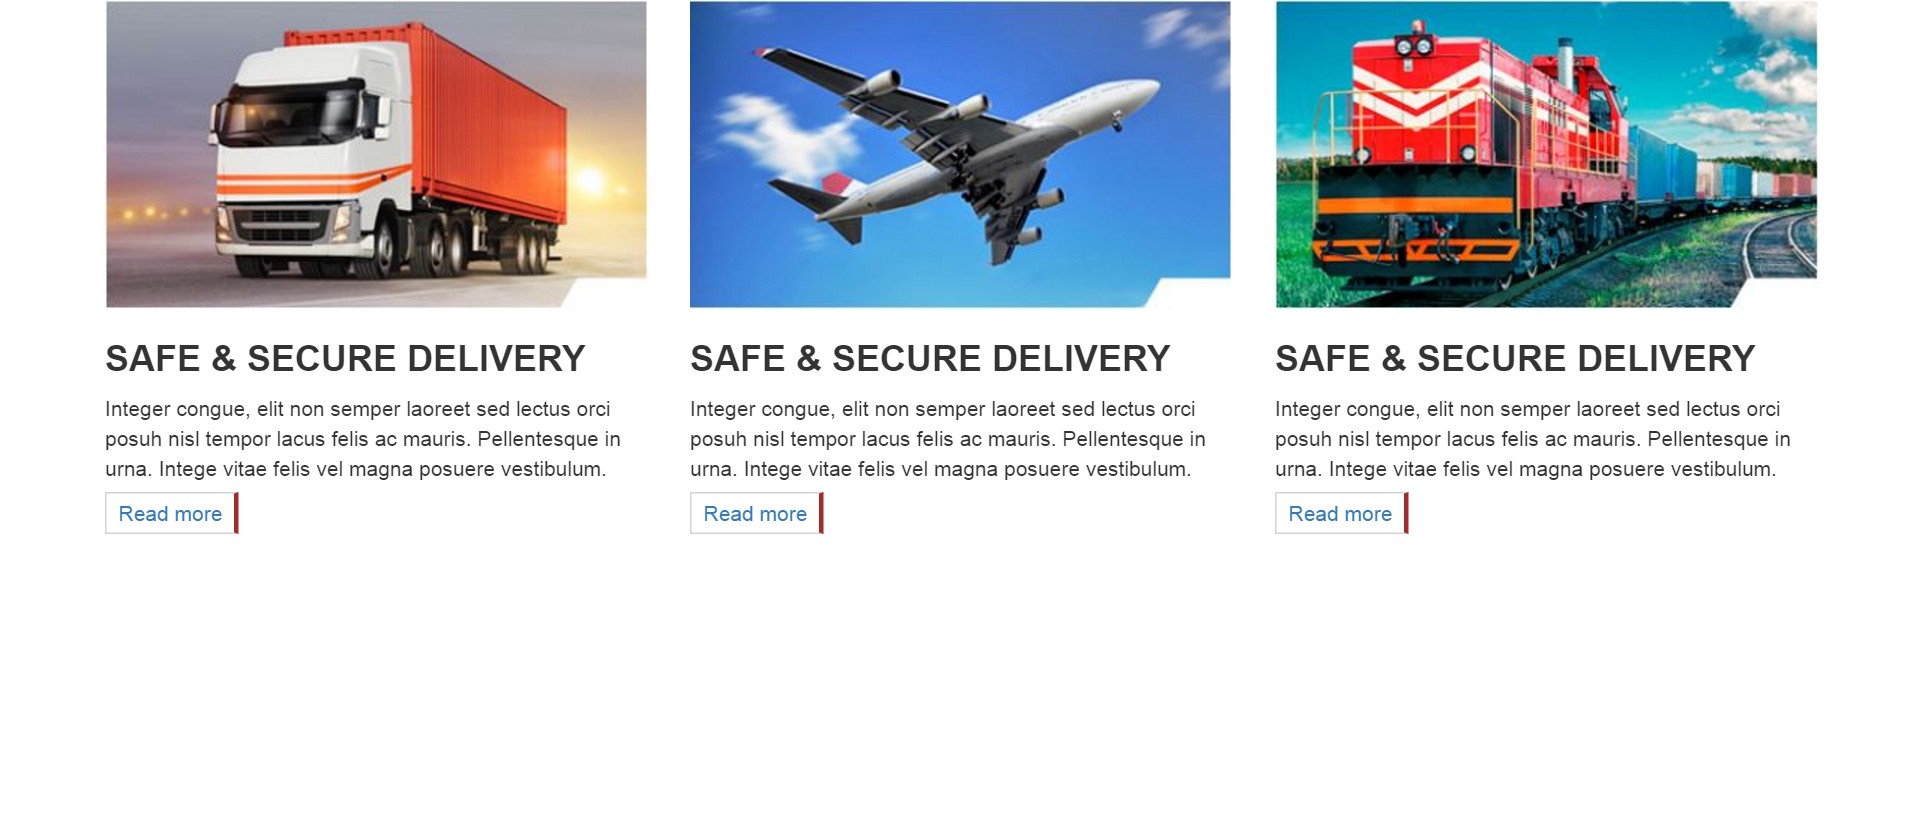 SAFE & SECURE DELIVERY
Integer congue, elit non semper laoreet sed lectus orci
posuh nisl tempor lacus felis ac mauris. Pellentesque in
urna. Intege vitae felis vel magna posuere vestibulum.
Read more
SAFE & SECURE DELIVERY
Integer congue, elit non semper laoreet sed lectus orci
posuh nisl tempor lacus felis ac mauris. Pellentesque in
urna. Intege vitae felis vel magna posuere vestibulum.
Read more
SAFE & SECURE DELIVERY
Integer congue, elit non semper laoreet sed lectus orci
posuh nisl tempor lacus felis ac mauris. Pellentesque in
urna. Intege vitae felis vel magna posuere vestibulum.
Read more